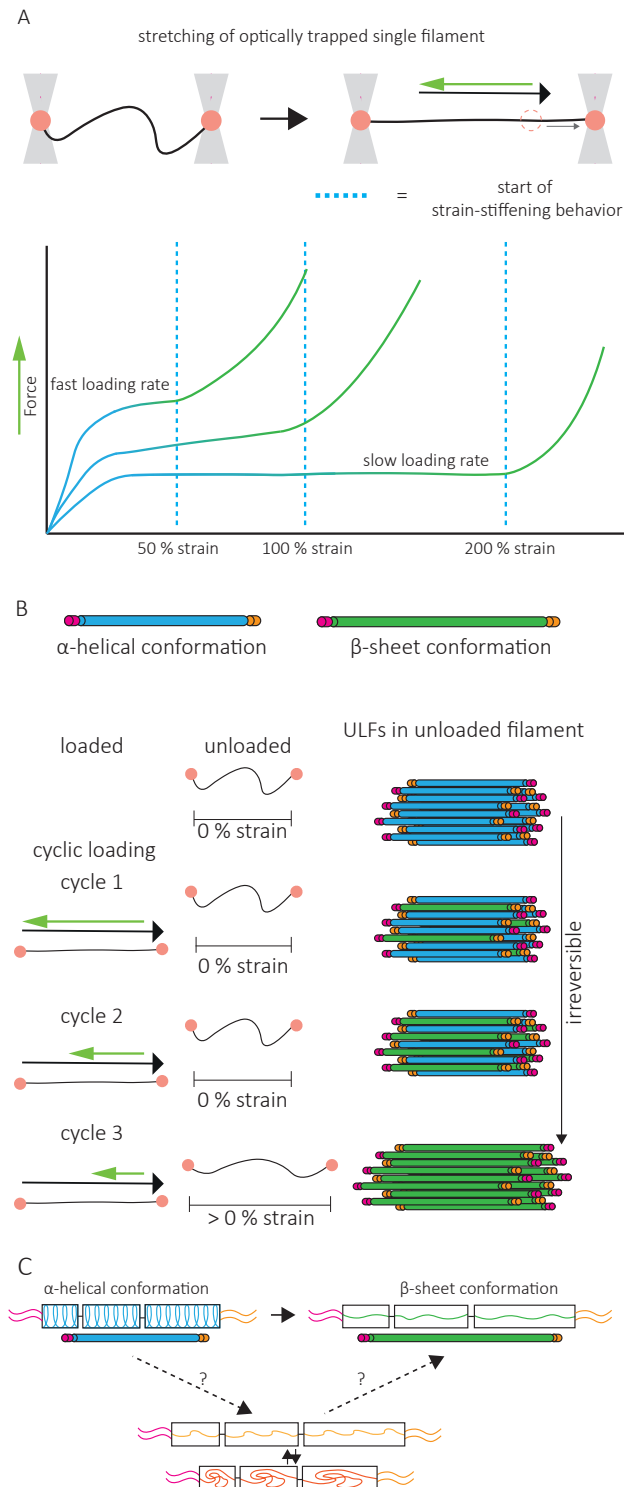 A
stretching of optically trapped single filament
= start of
strain-stiffening behavior
Force
fast loading rate
slow loading rate
50 % strain 100 % strain 200 % strain
B
α-helical conformation β-sheet conformation
loaded unloaded ULFs in unloaded filament
0 % strain
cyclic loading
cycle 1
0 % strain
irreversible
cycle 2
0 % strain
cycle 3
> 0 % strain
C
α-helical conformation β-sheet conformation
? ?